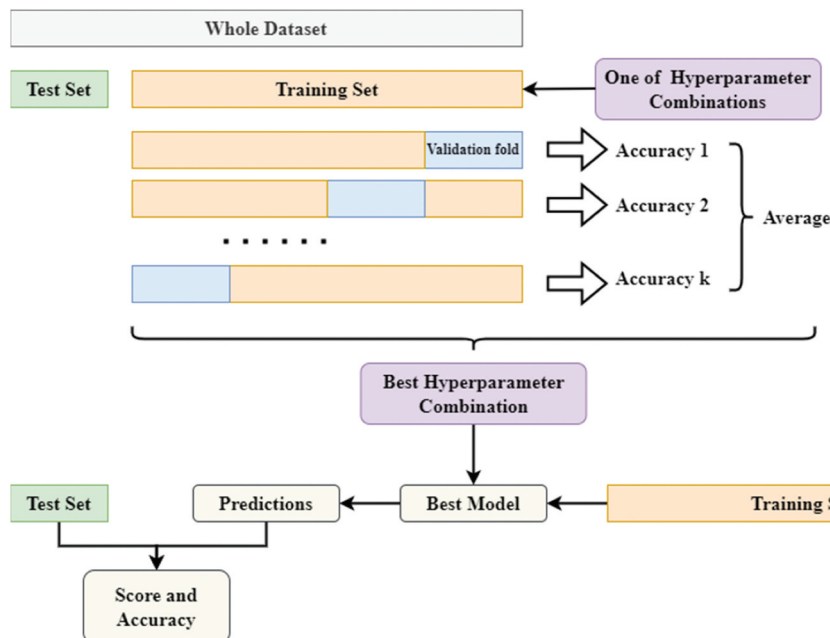 Whole Dataset
Test Set
Training Set
One of Hyperparameter
Combinations
Validation fold
Accuracy 1
Accuracy 2
Average
......
Accuracy k
Best Hyperparameter
Combination
Test Set
Predictions
Best Model
Training S
Score and
Accuracy